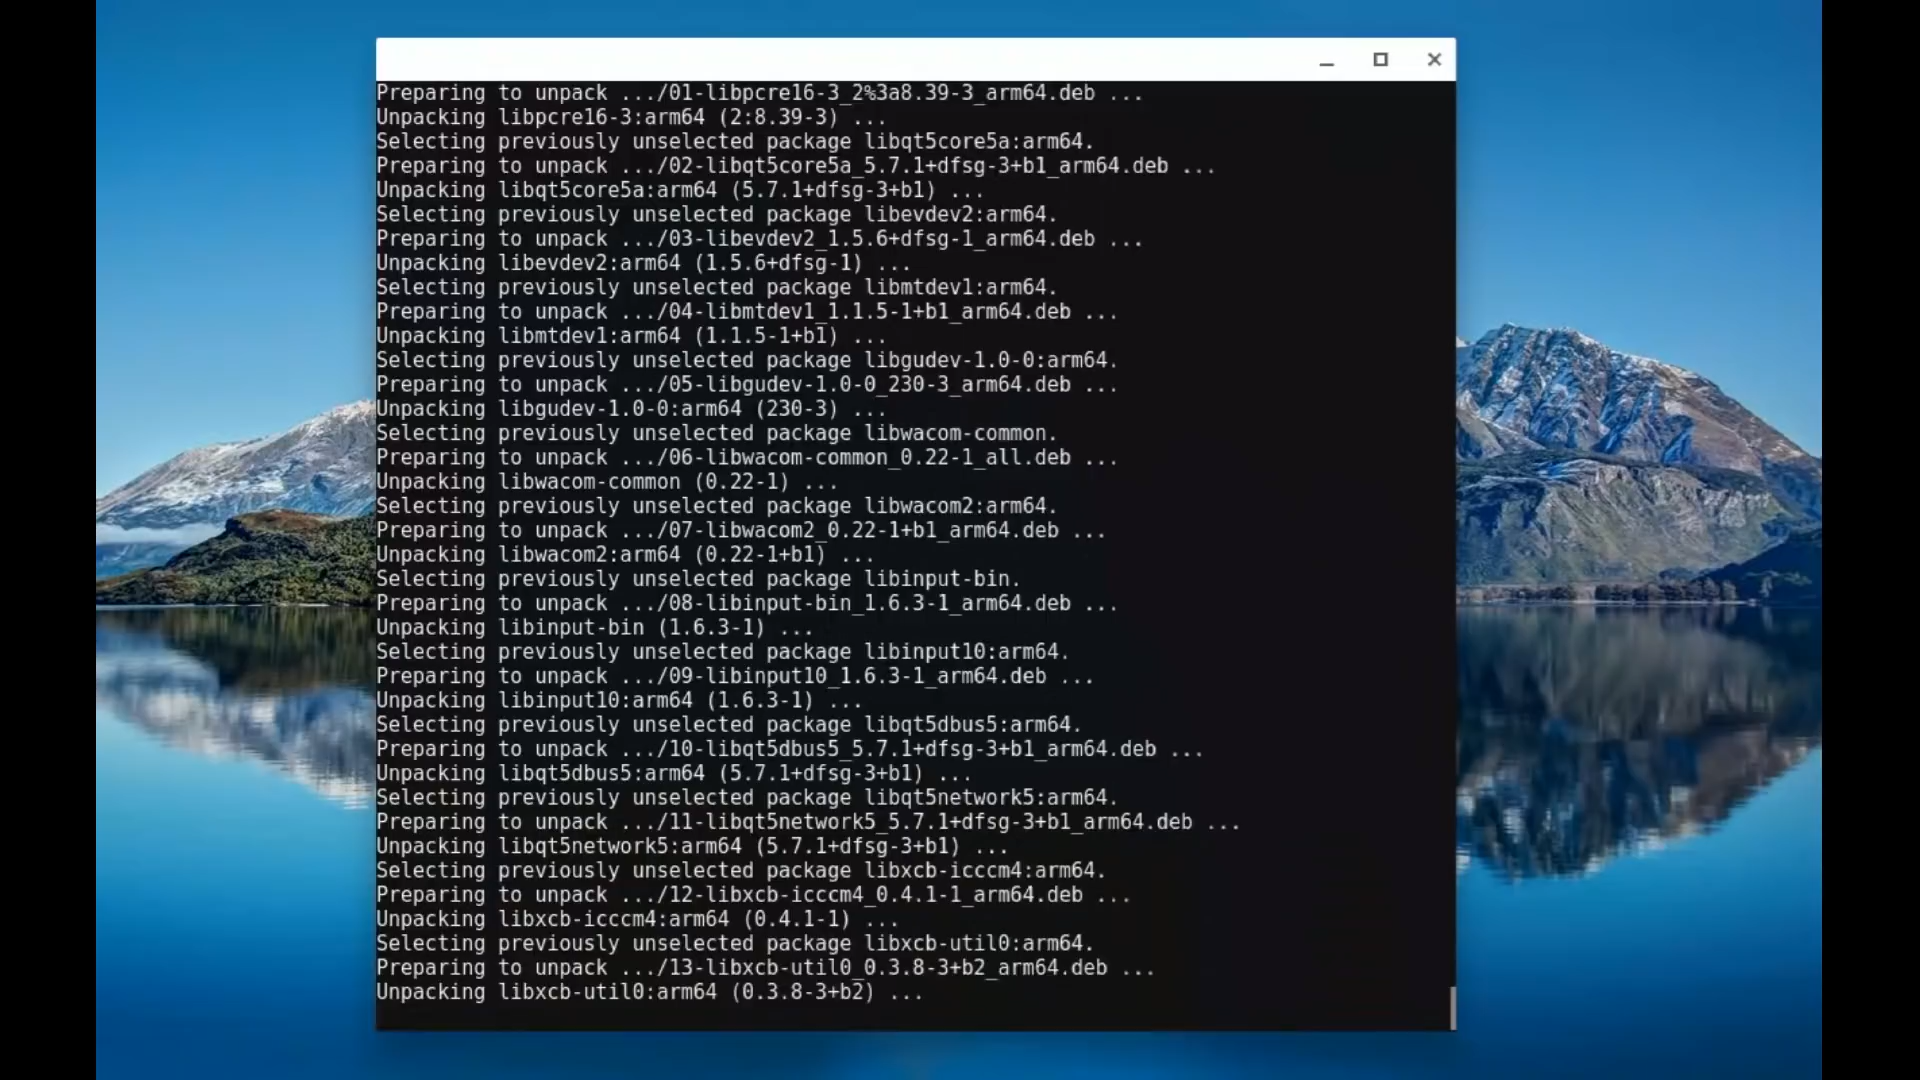 Preparing to unpack .../01-libpcre16-3_2%3a8.39-3_arm64.deb ...
Unpacking libpcre16-3:arm64 (2:8.39-3) ...
Selecting previously unselected package libqt5core5a:arm64.
Preparing to unpack .../02-libqt5core5a_5.7.1+dfsg-3+b1_arm64.deb ...
Unpacking libqt5core5a:arm64 (5.7.1+dfsg-3+b1) ...
Selecting previously unselected package libevdev2:arm64.
Preparing to unpack .../03-libevdev2_1.5.6+dfsg-1_arm64.deb ...
Unpacking libevdev2:arm64 (1.5.6+dfsg-1) ...
Selecting previously unselected package libmtdev1:arm64.
Preparing to unpack .../04-libmtdev1_1.1.5-1+b1_arm64.deb ...
Unpacking libmtdev1:arm64 (1.1.5-1+b1) ...
Selecting previously unselected package libgudev-1.0-0:arm64.
Preparing to unpack .../05-libgudev-1.0-0_230-3_arm64.deb ...
Unpacking libgudev-1.0-0:arm64 (230-3) ...
Selecting previously unselected package libwacom-common.
Preparing to unpack .../06-libwacom-common_0.22-1_all.deb ...
Unpacking libwacom-common (0.22-1) ...
Selecting previously unselected package libwacom2:arm64.
Preparing to unpack .../07-libwacom2_0.22-1+b1_arm64.deb ...
Unpacking libwacom2:arm64 (0.22-1+b1) ...
Selecting previously unselected package libinput-bin.
Preparing to unpack .../08-libinput-bin_1.6.3-1_arm64.deb ...
Unpacking libinput-bin (1.6.3-1) ...
Selecting previously unselected package libinput10:arm64.
Preparing to unpack .../09-libinput10_1.6.3-1_arm64.deb ...
Unpacking libinput10:arm64 (1.6.3-1) ...
Selecting previously unselected package libqt5dbus5:arm64.
Preparing to unpack .../10-libqt5dbus5_5.7.1+dfsg-3+b1_arm64.deb ...
Unpacking libqt5dbus5:arm64 (5.7.1+dfsg-3+b1) ...
Selecting previously unselected package libqt5network5:arm64.
Preparing to unpack .../11-libqt5network5_5.7.1+dfsg-3+b1_arm64.deb ...
Unpacking libqt5network5:arm64 (5.7.1+dfsg-3+b1) ...
Selecting previously unselected package libxcb-icccm4:arm64.
Preparing to unpack .../12-libxcb-icccm4_0.4.1-1_arm64.deb ...
Unpacking libxcb-icccm4:arm64 (0.4.1-1) ...
Selecting previously unselected package libxcb-util0:arm64.
Preparing to unpack .../13-libxcb-util0_0.3.8-3+b2_arm64.deb ...
Unpacking libxcb-util0:arm64 (0.3.8-3+b2) ...